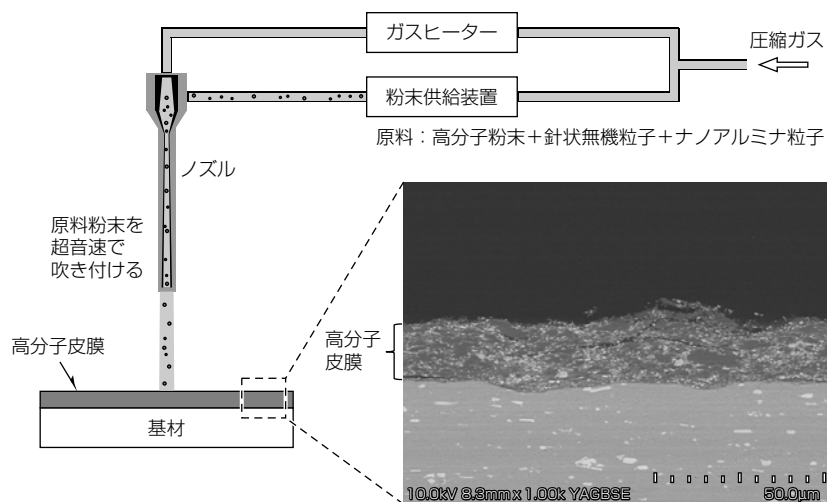 ガスヒーター
圧縮ガス
粉末供給装置
原料：高分子粉末＋針状無機粒子＋ナノアルミナ粒子
ノズル
原料粉末を
超音速で
吹き付ける
高分子皮膜
基材
高分子
皮膜
10.0kV 8.3mm x 1.00k YAGBSE
50.0μm